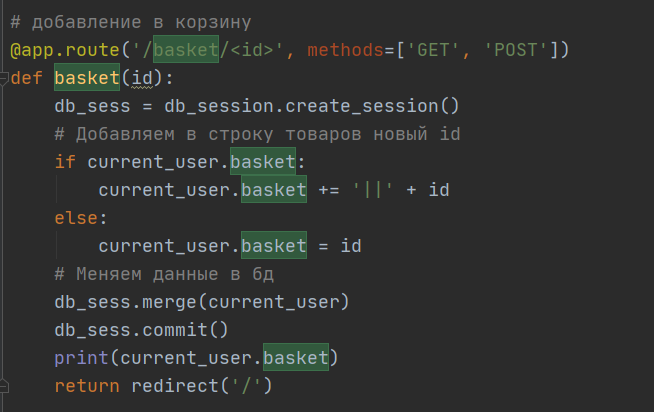 # добавление в корзину
@app.route('/basket/<id>', methods=['GET', 'POST'])
def basket(id):
    db_sess = db_session.create_session()
    # Добавляем в строку товаров новый id
    if current_user.basket:
        current_user.basket += '||' + id
    else:
        current_user.basket = id
    # Меняем данные в бд
    db_sess.merge(current_user)
    db_sess.commit()
    print(current_user.basket)
    return redirect('/')